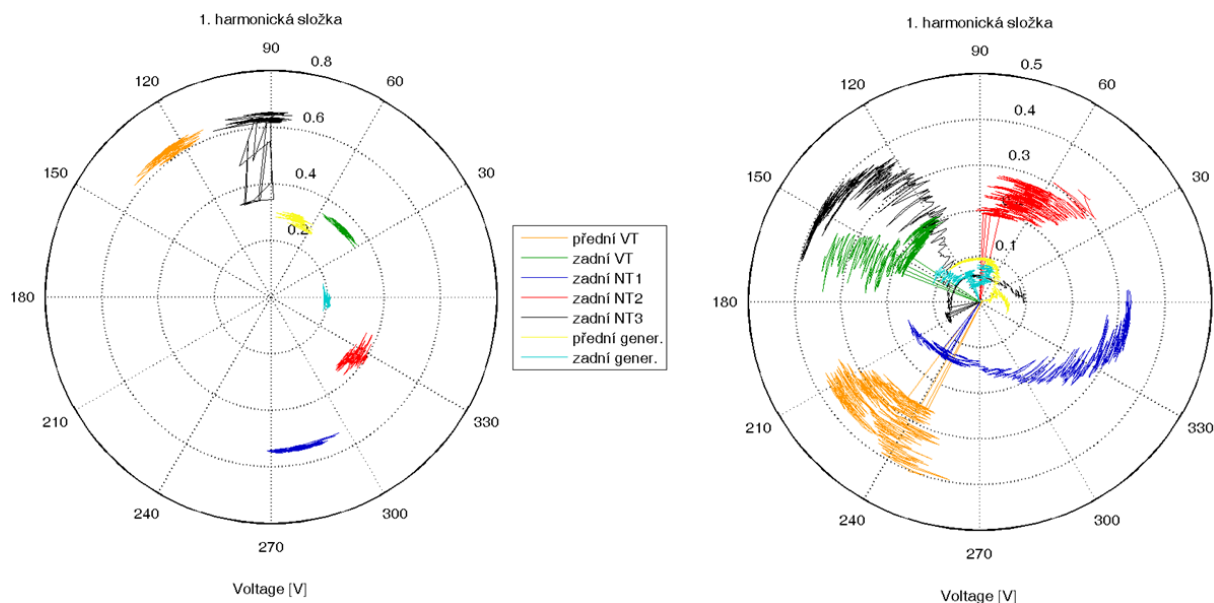 1. harmonická složka
90
0.8
120
60
0.6
150
30
0.4
0.2
180
210
330
240
300
270
Voltage [V]
přední VT
zadní VT
zadní NT1
zadní NT2
zadní NT3
přední gener.
zadní gener.
1. harmonická složka
90
0.5
120
60
0.4
0.3
150
30
0.1
180
210
330
240
300
270
Voltage [V]